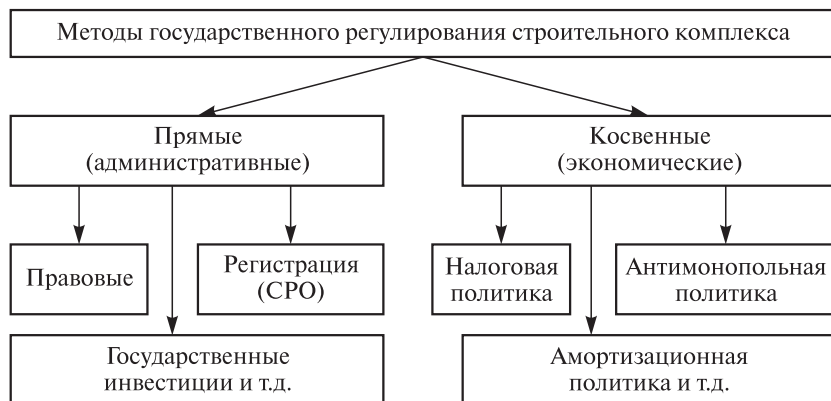 Методы государственного регулирования строительного комплекса
Прямые
(административные)
Косвенные
(экономические)
Правовые
Регистрация
(СРО)
Налоговая
политика
Антимонопольная
политика
Государственные
инвестиции и т.д.
Амортизационная
политика и т.д.